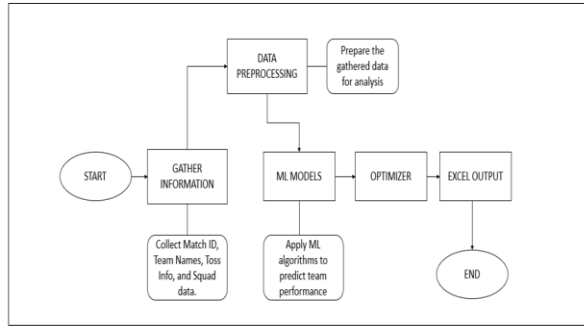 DATA
PREPROCESSING
Prepare the
gathered data
for analysis
START
GATHER
INFORMATION
ML MODELS
OPTIMIZER
EXCEL OUTPUT
Collect Match ID,
Team Names, Toss
Info, and Squad
data.
Apply ML
algorithms to
predict team
performance
END